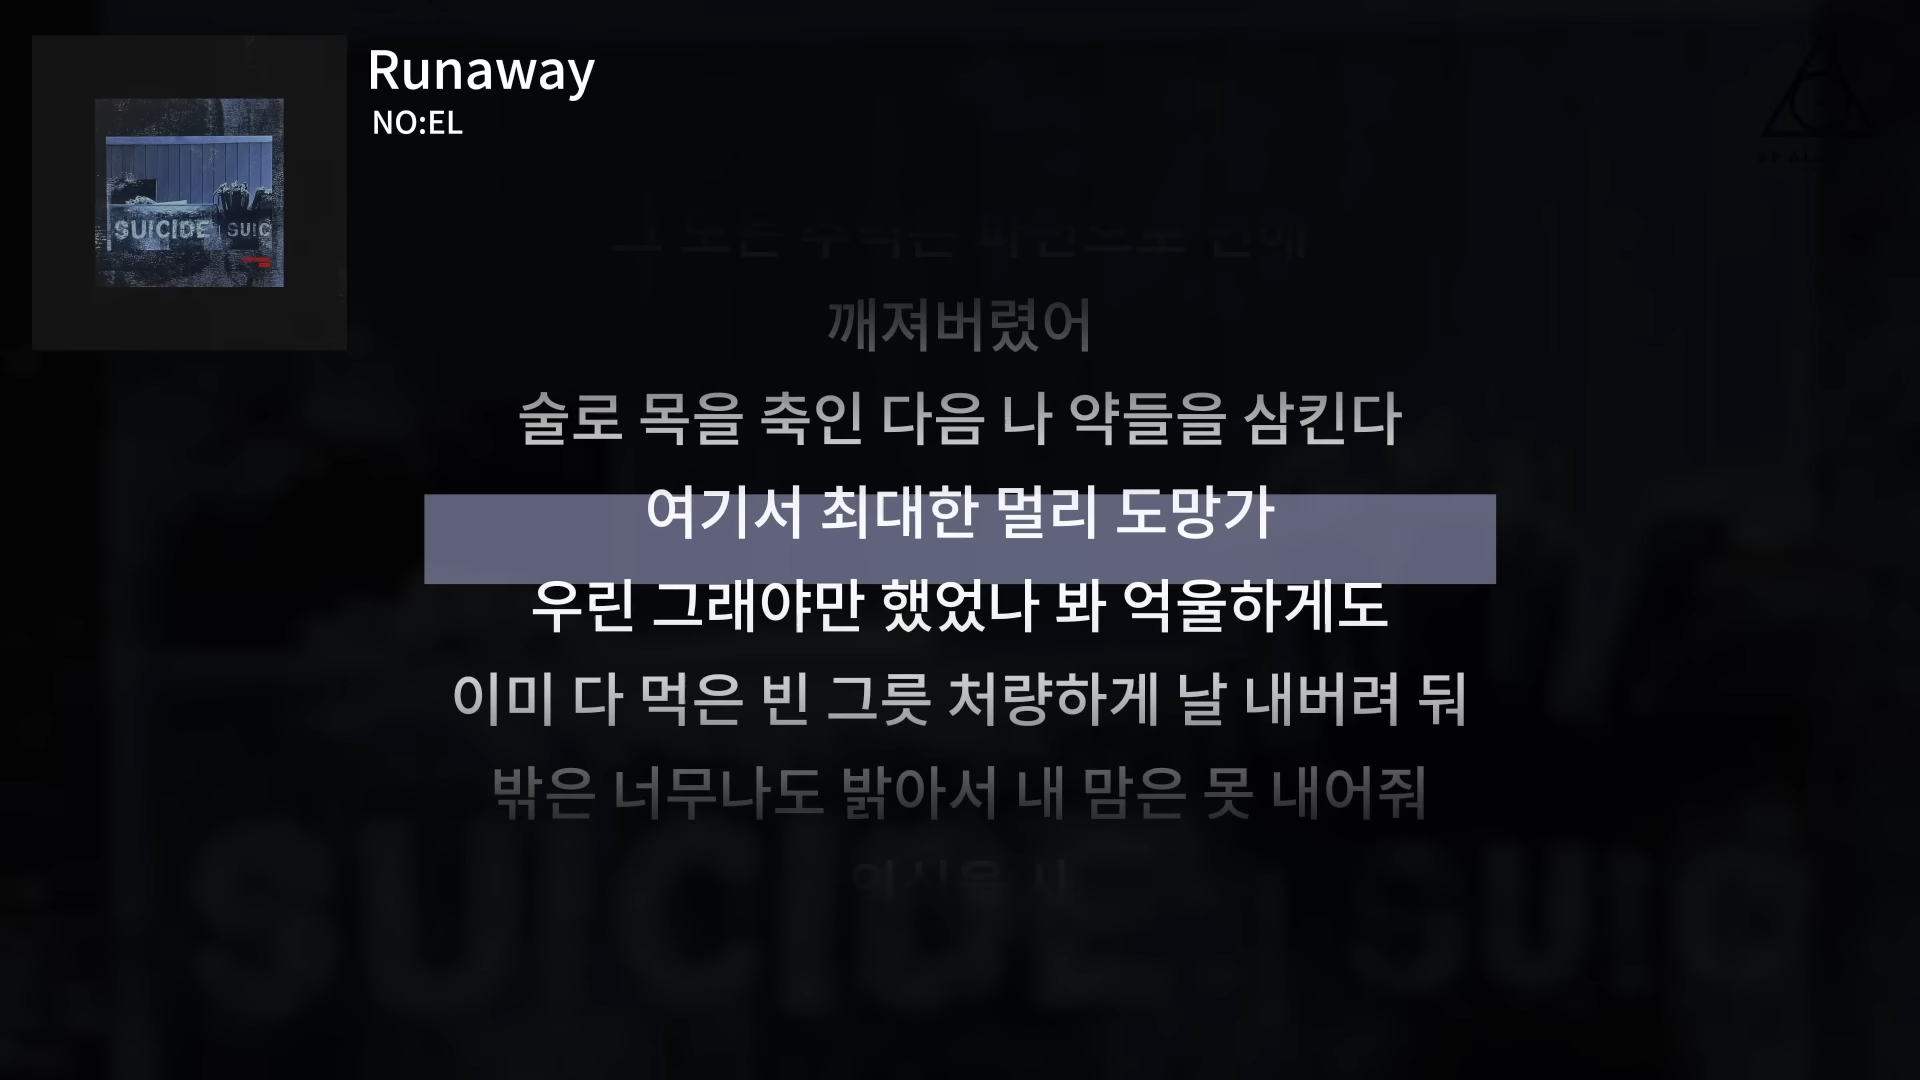 Runaway
NO:EL
SUICIDE SUIC
깨져버렸어
술로 목을 축인 다음 나 약들을 삼킨다
여기서 최대한 멀리 도망가
우린 그래야만 했었나 봐 억울하게도
이미 다 먹은 빈 그릇 처량하게 날 내버려 둬
밖은 너무나도 밝아서 내 맘은 못 내어줘
SUICIDE SUIC